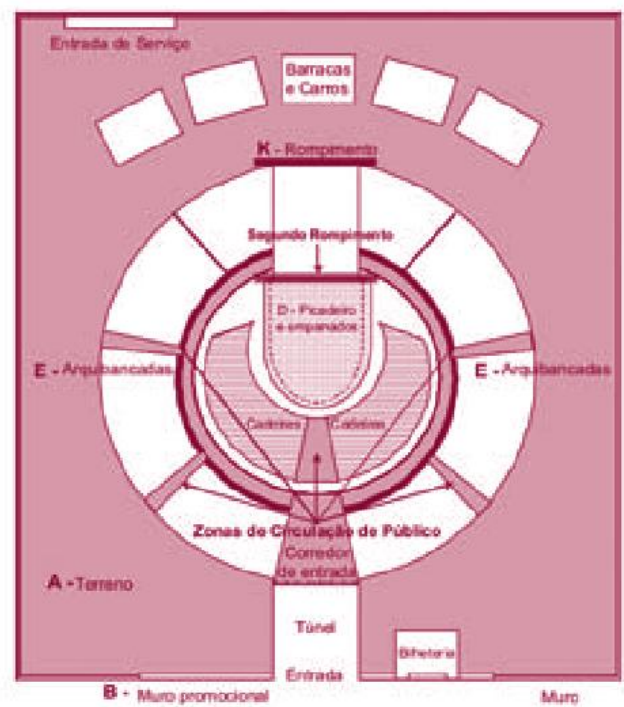 Entrada de Serviço
Barracas
e Carros
K - Rompimento
Segundo Rompimento
D - Picadeiro
e empanados
E - Arquibancadas
E - Arquibancadas
Cadeiras
Cadeiras
Zonas de Circulação de Público
Corredor
de entrada
A - Terreno
Túnel
Bilheteria
Entrada
B - Muro promocional
Muro